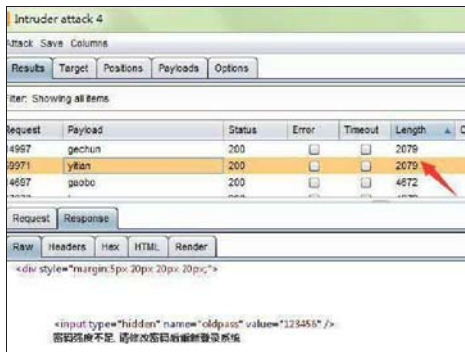 Intruder attack 4
Attack Save Columns
Results Target Positions Payloads Options
Filter: Showing all items
Request Payload Status Error Timeout Length
4997 gechun 200 2079
59971 yitian 200 2079
4697 gaobo 200 4672
Request Response
Raw Headers Hex HTML Render
<div style="margin:5px 20px 20px 20px;">
<input type="hidden" name="oldpass" value="123456" />
密码强度不足,请修改密码后重新登录系统